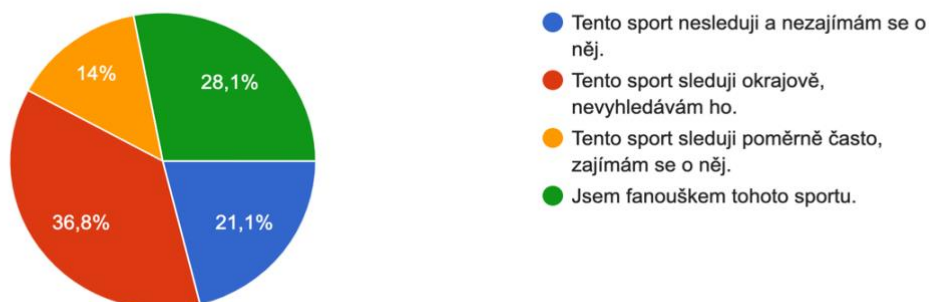 14%
28,1%
36,8%
21,1%
Tento sport nesleduji a nezajímám se o
něj.
Tento sport sleduji okrajově,
nevyhledávám ho.
Tento sport sleduji poměrně často,
zajímám se o něj.
Jsem fanouškem tohoto sportu.